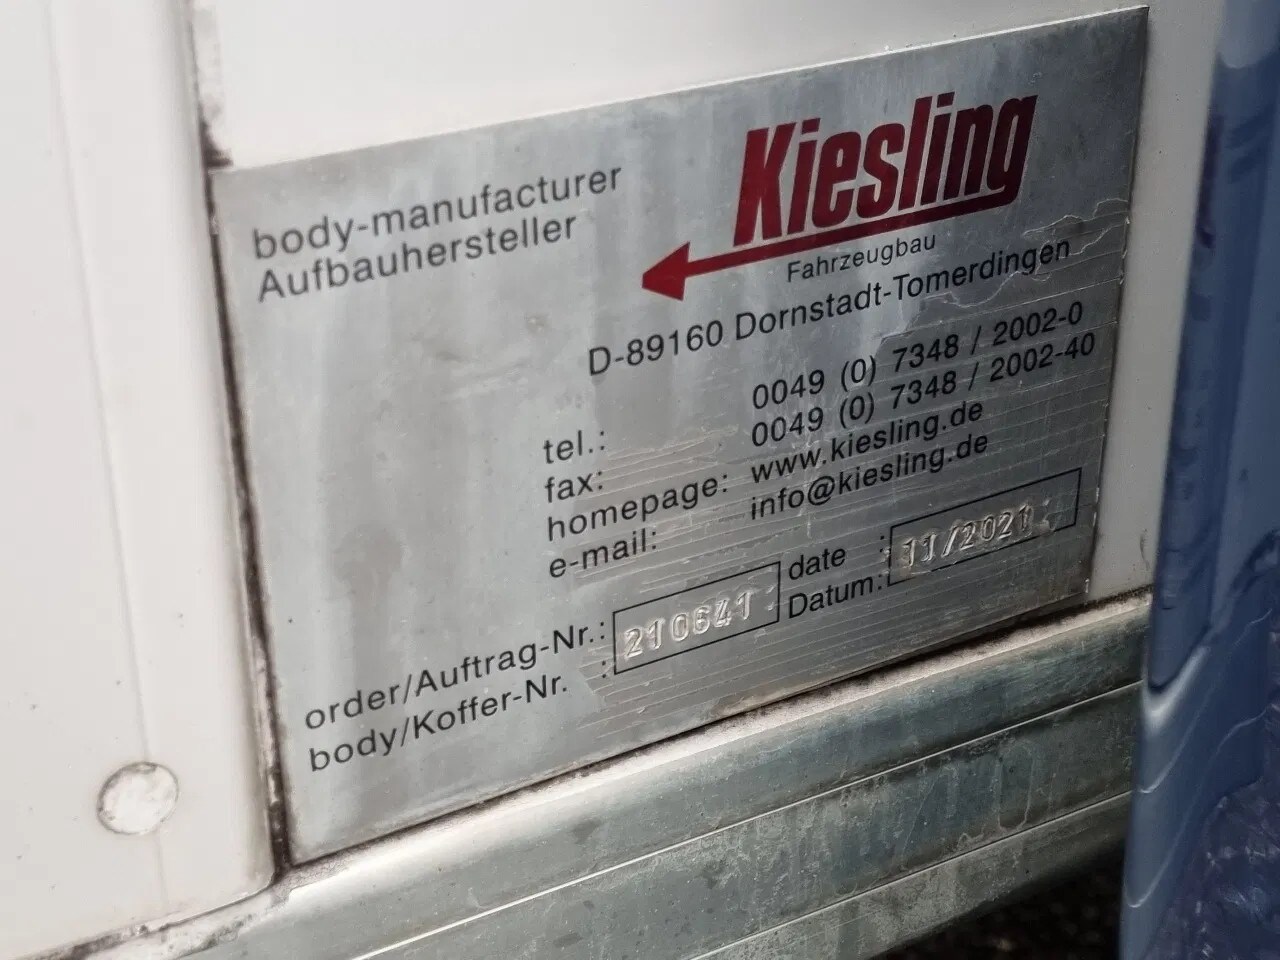 body-manufacturer
Aufbauhersteller
Kiesling
Fahrzeugbau
D-89160 Dornstadt-Tomerdingen
tel.: 0049 (0) 7348 / 2002-0
fax: 0049 (0) 7348 / 2002-40
homepage: www.kiesling.de
e-mail: info@kiesling.de
order/Auftrag-Nr.: 210641
body/Koffer-Nr. :
date : 11/2021
Datum: